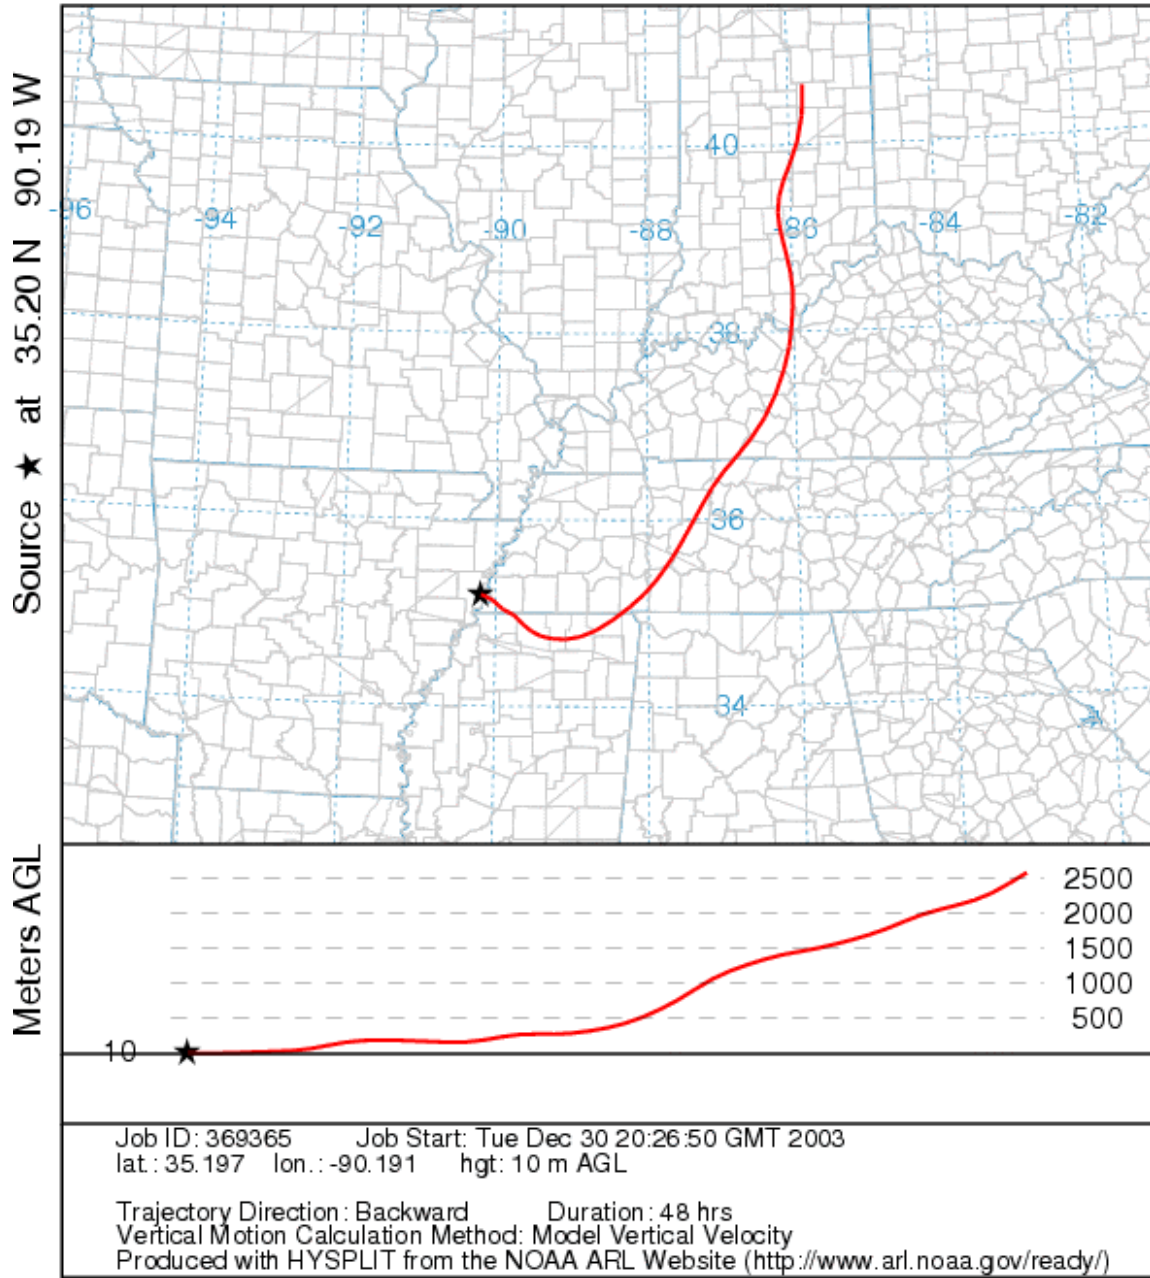 Source ★ at 35.20 N 90.19 W
40
-96
-94
-92
-90
-88
-86
-84
-82
38
36
34
Meters AGL
2500
2000
1500
1000
500
10
Job ID: 369365 Job Start: Tue Dec 30 20:26:50 GMT 2003
lat.: 35.197 lon.: -90.191 hgt: 10 m AGL
Trajectory Direction: Backward Duration: 48 hrs
Vertical Motion Calculation Method: Model Vertical Velocity
Produced with HYSPLIT from the NOAA ARL Website (http://www.arl.noaa.gov/ready/)